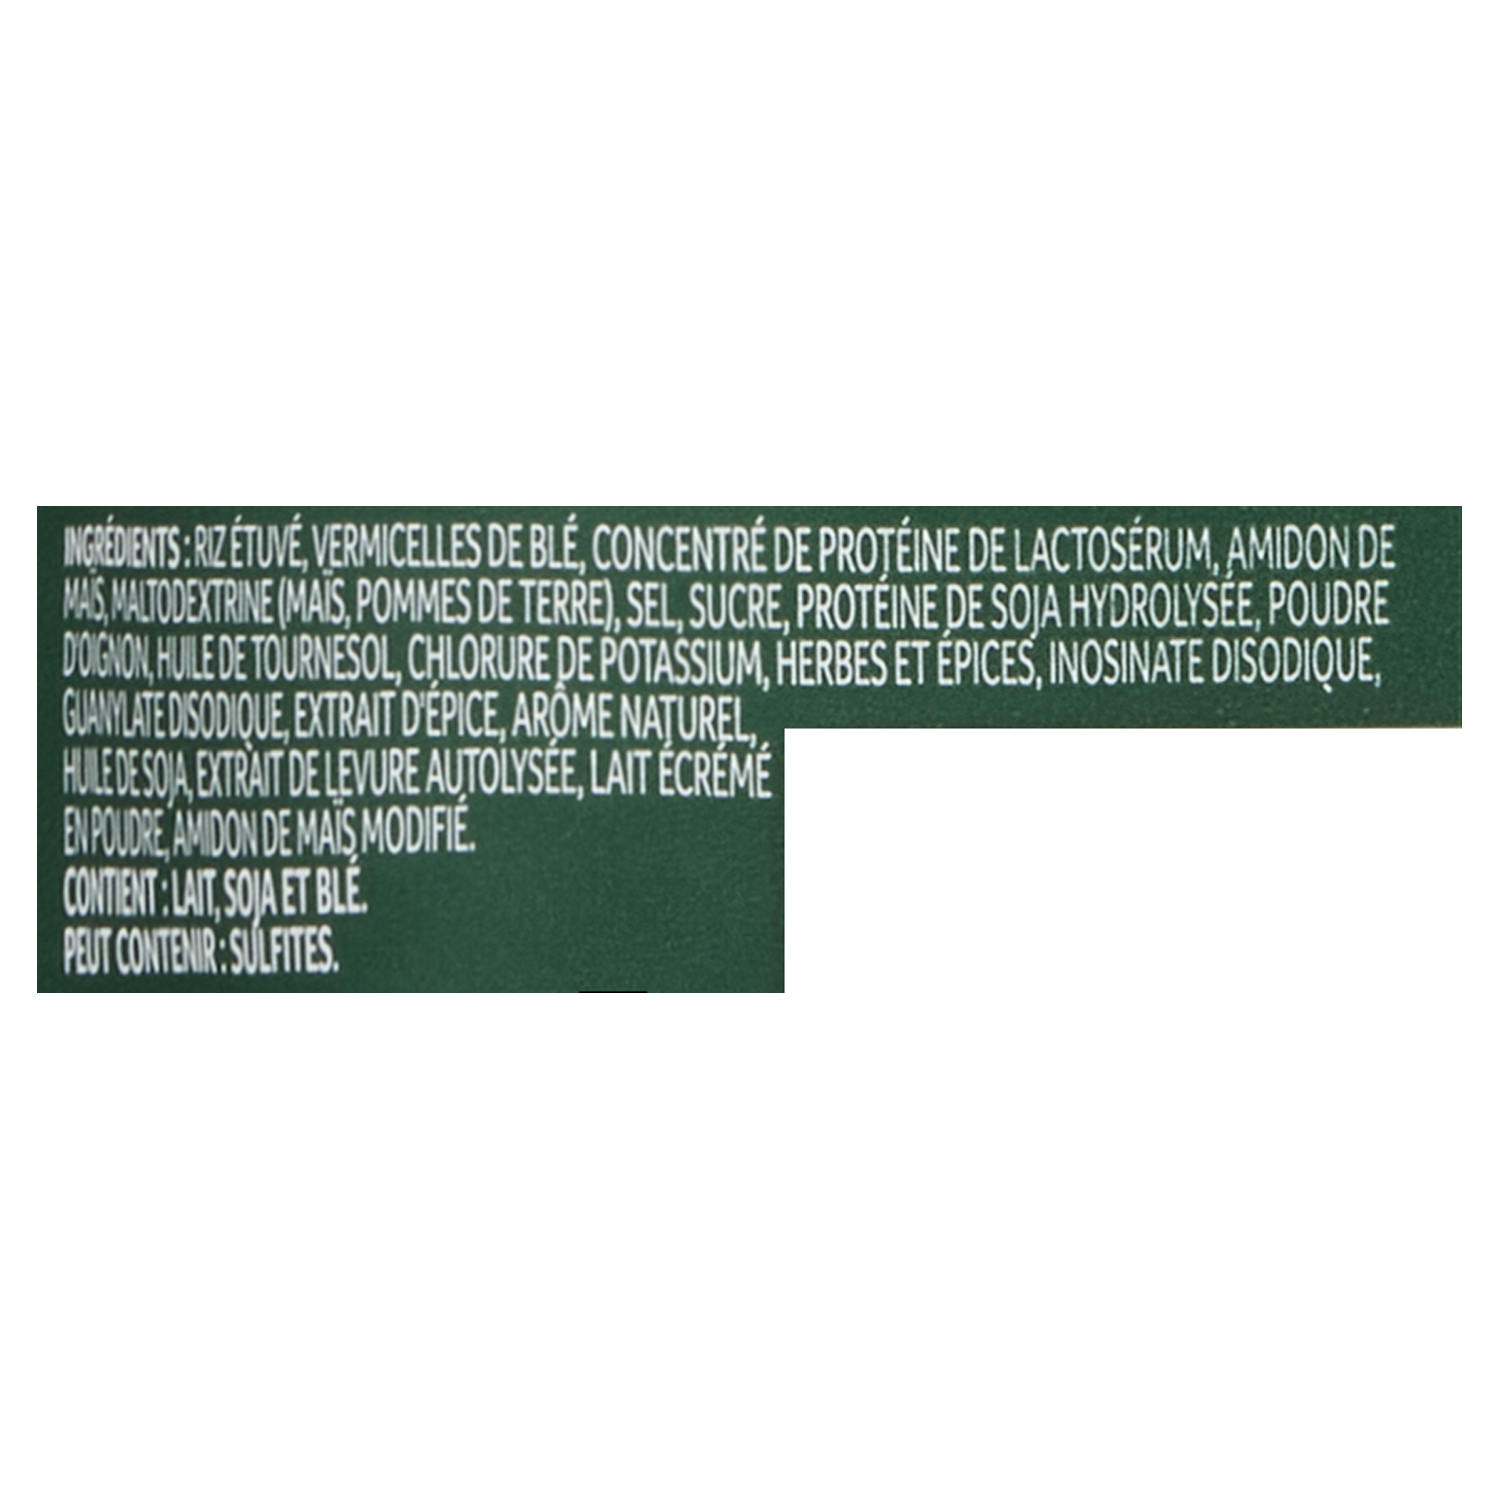 INGRÉDIENTS : RIZ ÉTUVÉ, VERMICELLES DE BLÉ, CONCENTRÉ DE PROTÉINE DE LACTOSÉRUM, AMIDON DE
MAÏS, MALTODEXTRINE (MAÏS, POMMES DE TERRE), SEL, SUCRE, PROTÉINE DE SOJA HYDROLYSÉE, POUDRE
D'OIGNON, HUILE DE TOURNESOL, CHLORURE DE POTASSIUM, HERBES ET ÉPICES, INOSINATE DISODIQUE,
GUANYLATE DISODIQUE, EXTRAIT D'ÉPICE, ARÔME NATUREL,
HUILE DE SOJA, EXTRAIT DE LEVURE AUTOLYSÉE, LAIT ÉCRÉMÉ
EN POUDRE, AMIDON DE MAÏS MODIFIÉ.
CONTIENT : LAIT, SOJA ET BLÉ.
PEUT CONTENIR : SULFITES.